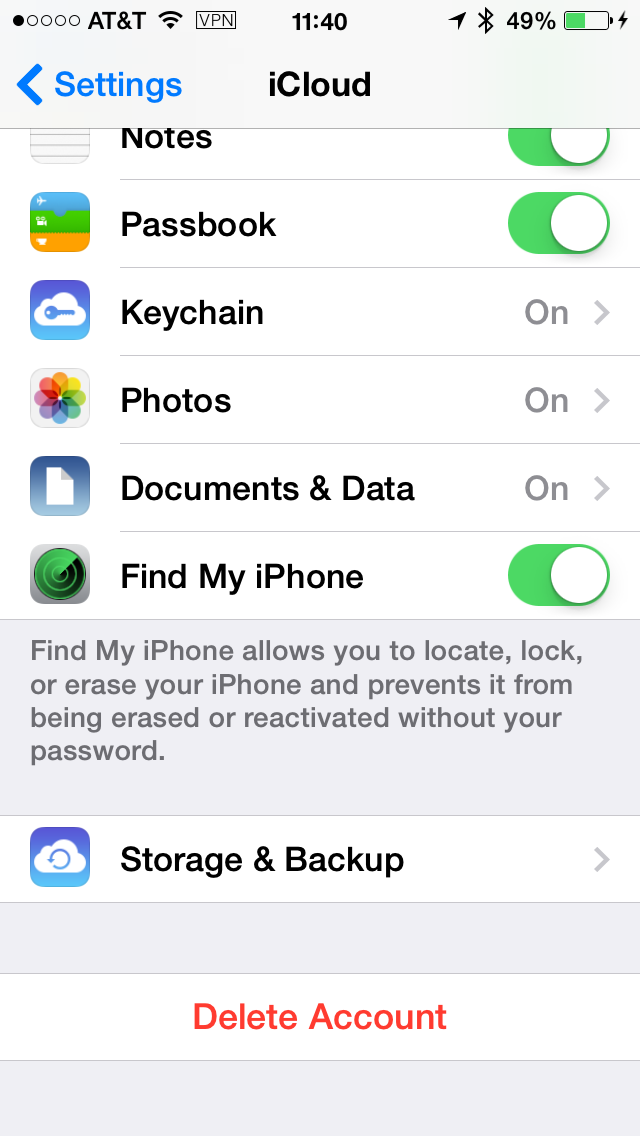 AT&T VPN 11:40 49%
Settings iCloud
Notes
Passbook
Keychain On
Photos On
Documents & Data On
Find My iPhone
Find My iPhone allows you to locate, lock,
or erase your iPhone and prevents it from
being erased or reactivated without your
password.
Storage & Backup
Delete Account